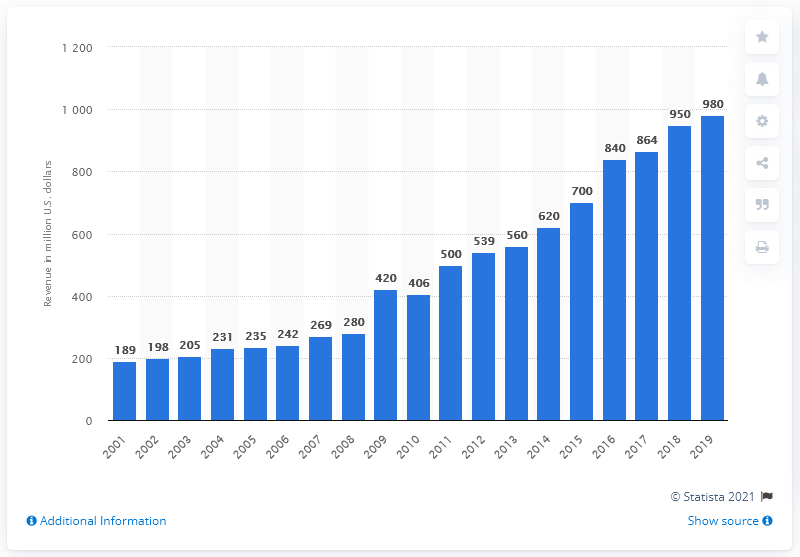 1 200
1 000
800
600
400
200
0
Revenue in million U.S. dollars
189 198 205 231 235 242 269 280 420 406 500 539 560 620 700 840 864 950 980
2001 2002 2003 2004 2005 2006 2007 2008 2009 2010 2011 2012 2013 2014 2015 2016 2017 2018 2019
© Statista 2021
Additional Information
Show source